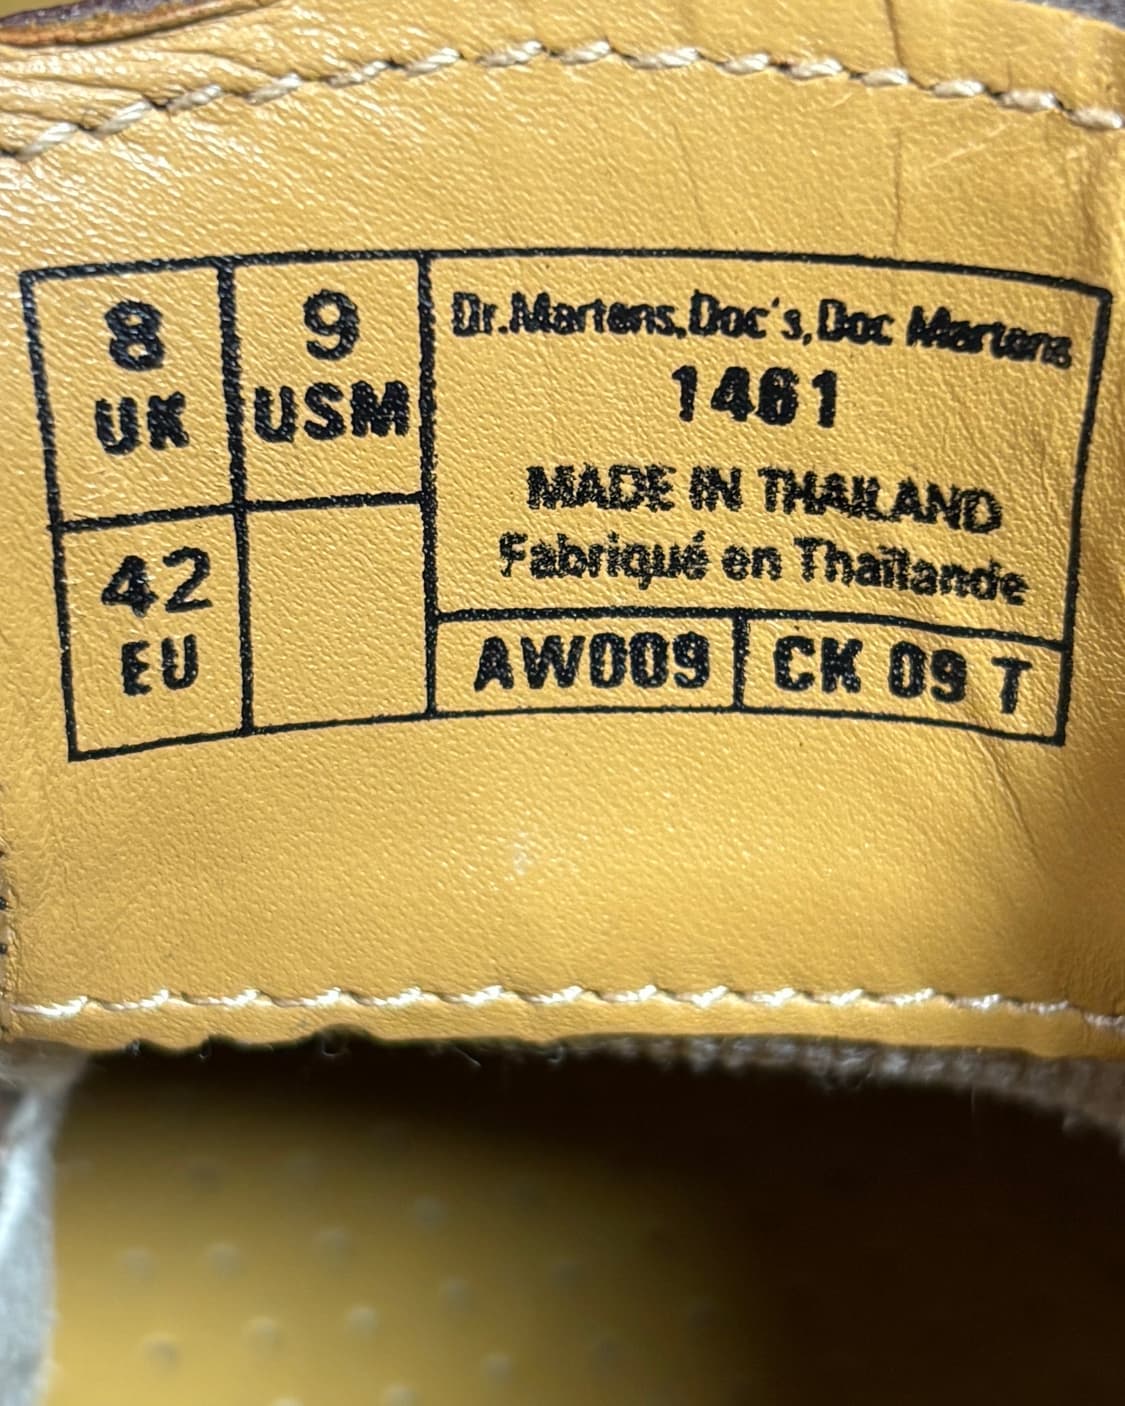 8
UK
9
USM
42
EU
Dr.Martens,Doc's,Doc Martens
1461
MADE IN THAILAND
Fabriqué en Thaïlande
AW009
CK 09 T